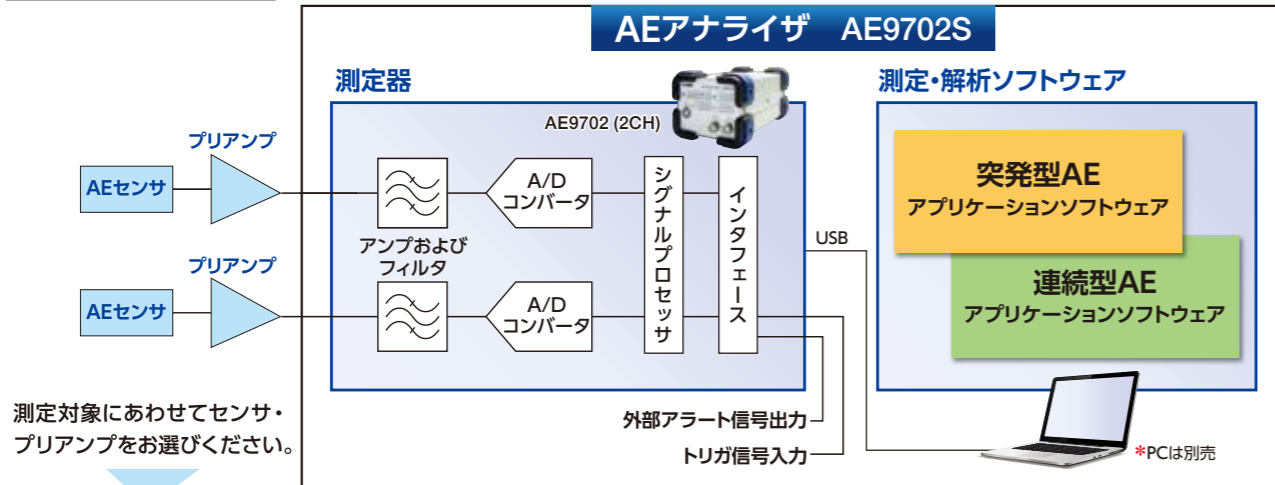 AEアナライザ AE9702S
測定器
AE9702 (2CH)
プリアンプ
AEセンサ
アンプおよび
フィルタ
A/D
コンバータ
プリアンプ
AEセンサ
A/D
コンバータ
シグナルプロセッサ
インタフェース
USB
外部アラート信号出力
トリガ信号入力
測定・解析ソフトウェア
突発型AE
アプリケーションソフトウェア
連続型AE
アプリケーションソフトウェア
*PCは別売
測定対象にあわせてセンサ・
プリアンプをお選びください。